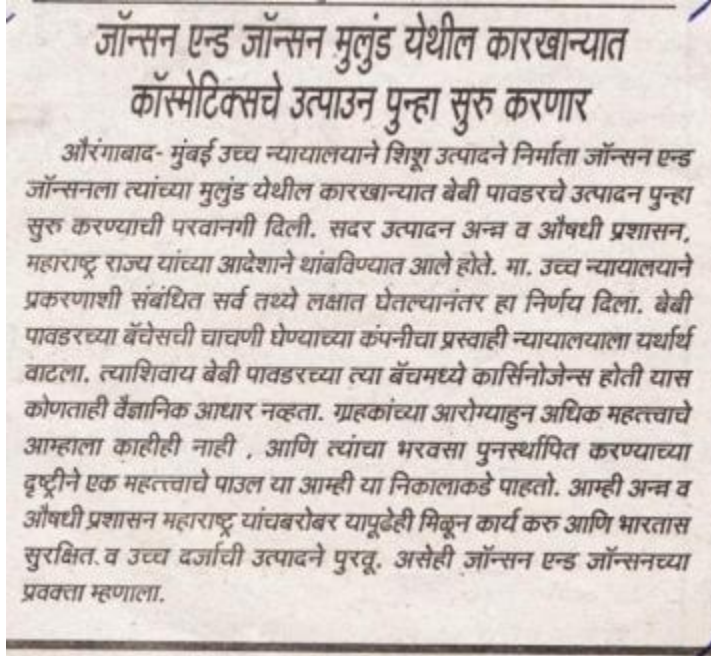 जॉन्सन एन्ड जॉन्सन मुलुंड येथील कारखान्यात
कॉस्मेटिक्सचे उत्पाउन पुन्हा सुरु करणार
औरंगाबाद- मुंबई उच्च न्यायालयाने शिशू उत्पादने निर्माता जॉन्सन एन्ड
जॉन्सनला त्यांच्या मुलुंड येथील कारखान्यात बेबी पावडरचे उत्पादन पुन्हा
सुरु करण्याची परवानगी दिली. सदर उत्पादन अन्न व औषधी प्रशासन,
महाराष्ट्र राज्य यांच्या आदेशाने थांबविण्यात आले होते. मा. उच्च न्यायालयाने
प्रकरणाशी संबंधित सर्व तथ्ये लक्षात घेतल्यानंतर हा निर्णय दिला. बेबी
पावडरच्या बॅचेसची चाचणी घेण्याच्या कंपनीचा प्रस्वाही न्यायालयाला यर्थार्थ
वाटला. त्याशिवाय बेबी पावडरच्या त्या बॅचमध्ये कार्सिनोजेन्स होती यास
कोणताही वैज्ञानिक आधार नव्हता. ग्राहकांच्या आरोग्याहुन अधिक महत्त्वाचे
आम्हाला काहीही नाही , आणि त्यांचा भरवसा पुनर्स्थापित करण्याच्या
दृष्ट्रीने एक महत्त्वाचे पाउल या आम्ही या निकालाकडे पाहतो. आम्ही अन्न व
औषधी प्रशासन महाराष्ट्र यांचबरोबर यापूढेही मिळून कार्य करु आणि भारतास
सुरक्षित व उच्च दर्जाची उत्पादने पुरवू. असेही जॉन्सन एन्ड जॉन्सनच्या
प्रवक्ता म्हणाला.